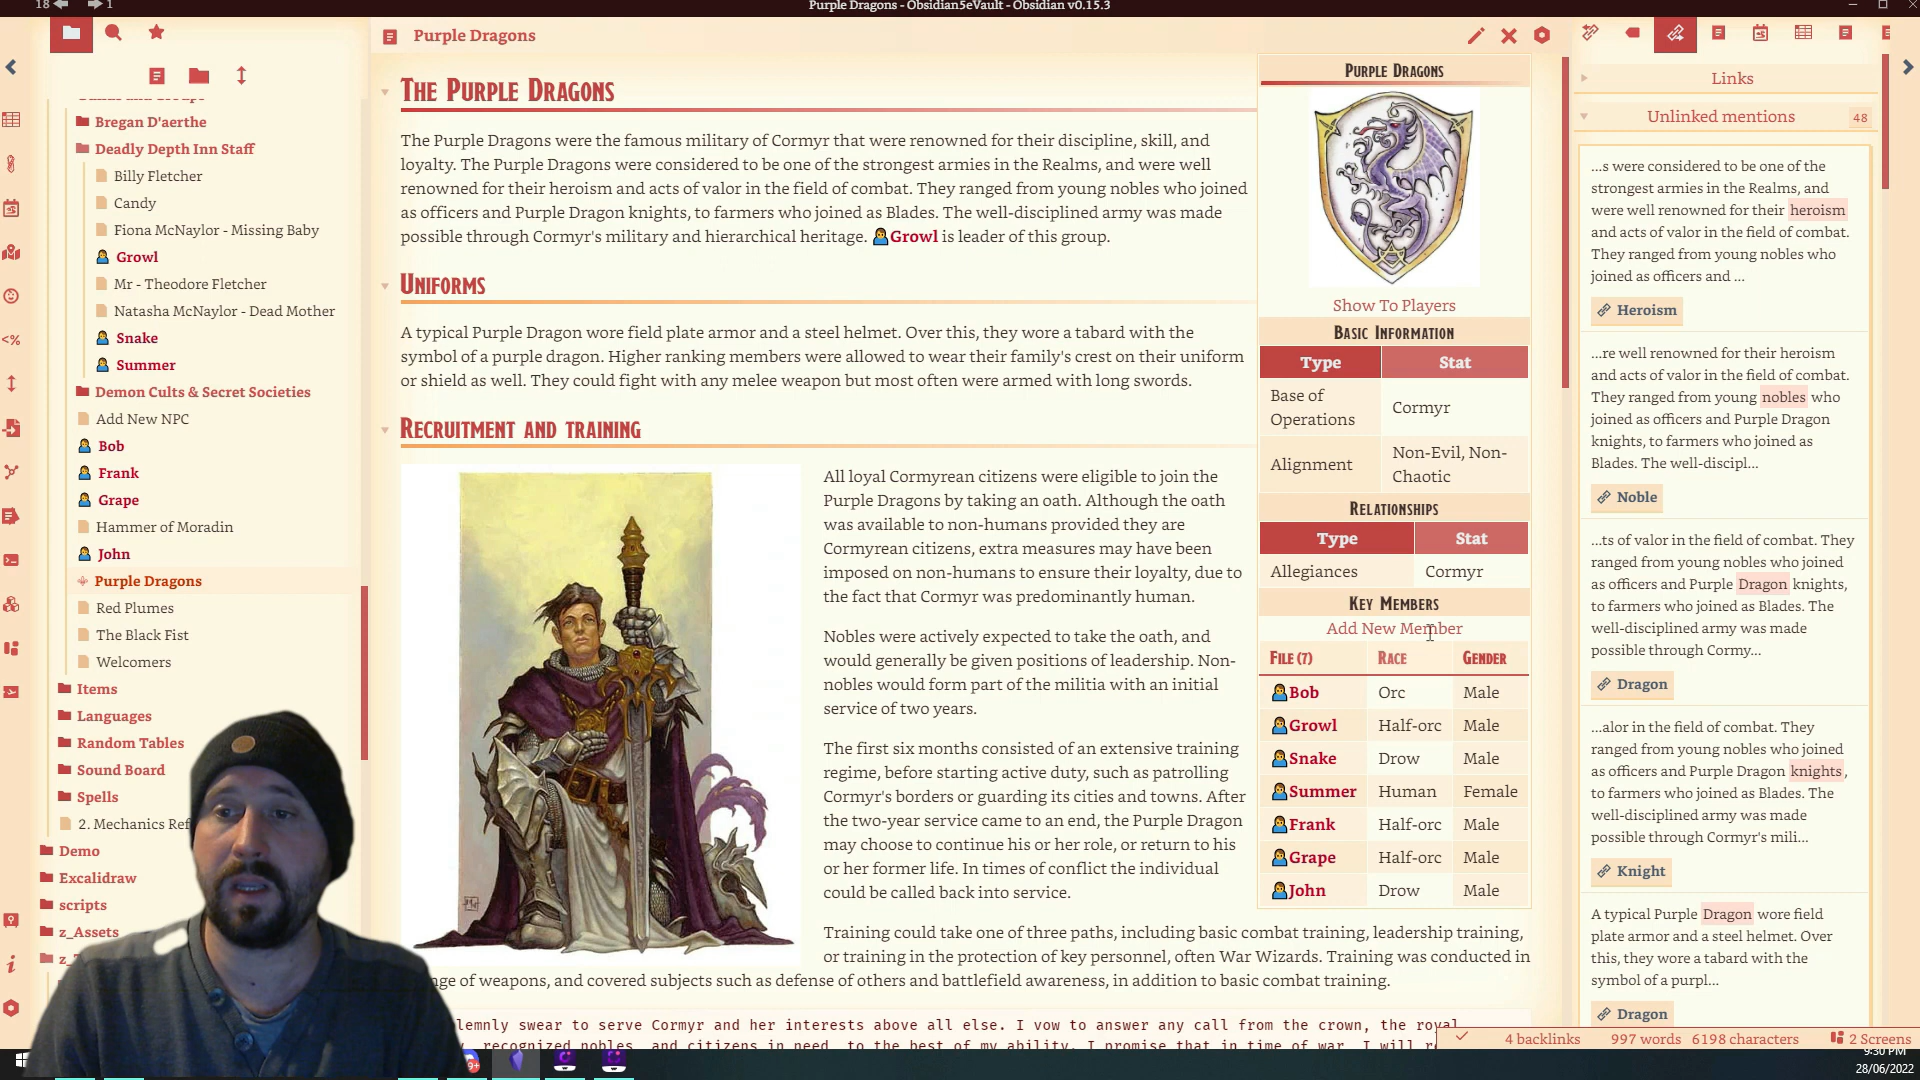 18 1
Purple Dragons - Obsidian5eVault - Obsidian v0.15.3
Bregan D'aerthe
Deadly Depth Inn Staff
Billy Fletcher
Candy
Fiona McNaylor - Missing Baby
Growl
Mr - Theodore Fletcher
Natasha McNaylor - Dead Mother
Snake
Summer
Demon Cults & Secret Societies
Add New NPC
Bob
Frank
Grape
Hammer of Moradin
John
Purple Dragons
Red Plumes
The Black Fist
Welcomers
Items
Languages
Random Tables
Sound Board
Spells
2. Mechanics Ref
Demo
Excalidraw
scripts
z_Assets
<%
Purple Dragons
The Purple Dragons
The Purple Dragons were the famous military of Cormyr that were renowned for their discipline, skill, and
loyalty. The Purple Dragons were considered to be one of the strongest armies in the Realms, and were well
renowned for their heroism and acts of valor in the field of combat. They ranged from young nobles who joined
as officers and Purple Dragon knights, to farmers who joined as Blades. The well-disciplined army was made
possible through Cormyr's military and hierarchical heritage. Growl is leader of this group.
Uniforms
A typical Purple Dragon wore field plate armor and a steel helmet. Over this, they wore a tabard with the
symbol of a purple dragon. Higher ranking members were allowed to wear their family's crest on their uniform
or shield as well. They could fight with any melee weapon but most often were armed with long swords.
Recruitment and training
All loyal Cormyrean citizens were eligible to join the
Purple Dragons by taking an oath. Although the oath
was available to non-humans provided they are
Cormyrean citizens, extra measures may have been
imposed on non-humans to ensure their loyalty, due to
the fact that Cormyr was predominantly human.
Nobles were actively expected to take the oath, and
would generally be given positions of leadership. Non-
nobles would form part of the militia with an initial
service of two years.
The first six months consisted of an extensive training
regime, before starting active duty, such as patrolling
Cormyr's borders or guarding its cities and towns. After
the two-year service came to an end, the Purple Dragon
may choose to continue his or her role, or return to his
or her former life. In times of conflict the individual
could be called back into service.
Training could take one of three paths, including basic combat training, leadership training,
or training in the protection of key personnel, often War Wizards. Training was conducted in
nge of weapons, and covered subjects such as defense of others and battlefield awareness, in addition to basic combat training.
lemnly swear to serve Cormyr and her interests above all else. I vow to answer any call from the crown, the royal
recognized nobles, and citizens in need, to the best of my ability. I promise that in time of war, I will r
Purple Dragons
Show To Players
Basic Information
Type Stat
Base of Operations Cormyr
Alignment Non-Evil, Non-Chaotic
Relationships
Type Stat
Allegiances Cormyr
Key Members
Add New Member
File (7) Race Gender
Bob Orc Male
Growl Half-orc Male
Snake Drow Male
Summer Human Female
Frank Half-orc Male
Grape Half-orc Male
John Drow Male
Links
Unlinked mentions 48
...s were considered to be one of the
strongest armies in the Realms, and
were well renowned for their heroism
and acts of valor in the field of combat.
They ranged from young nobles who
joined as officers and ...
Heroism
...re well renowned for their heroism
and acts of valor in the field of combat.
They ranged from young nobles who
joined as officers and Purple Dragon
knights, to farmers who joined as
Blades. The well-discipl...
Noble
...ts of valor in the field of combat. They
ranged from young nobles who joined
as officers and Purple Dragon knights,
to farmers who joined as Blades. The
well-disciplined army was made
possible through Cormy...
Dragon
...alor in the field of combat. They
ranged from young nobles who joined
as officers and Purple Dragon knights,
to farmers who joined as Blades. The
well-disciplined army was made
possible through Cormyr's mili...
Knight
A typical Purple Dragon wore field
plate armor and a steel helmet. Over
this, they wore a tabard with the
symbol of a purpl...
Dragon
4 backlinks 997 words 6198 characters 2 Screens
9:30 PM
28/06/2022